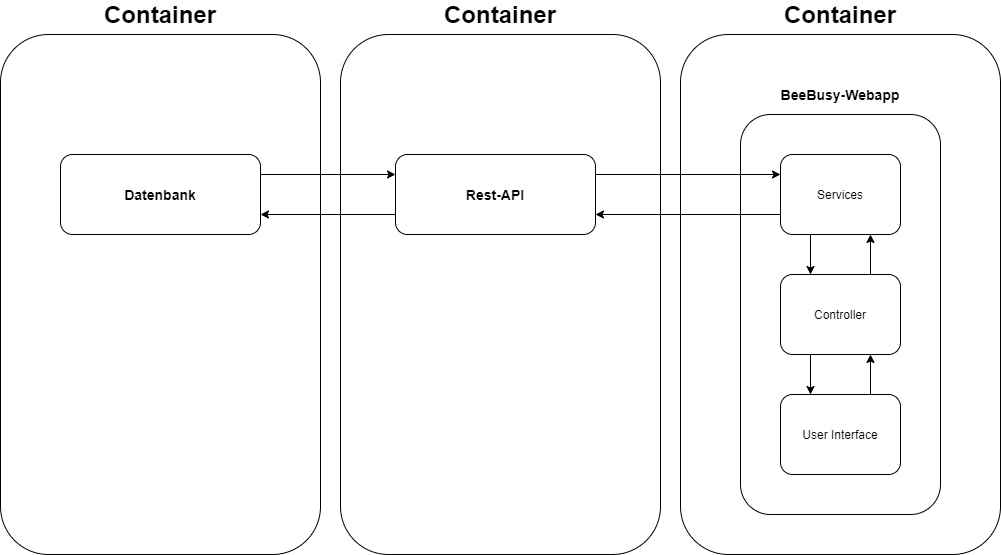 Container
Container
Container
BeeBusy-Webapp
Datenbank
Rest-API
Services
Controller
User Interface